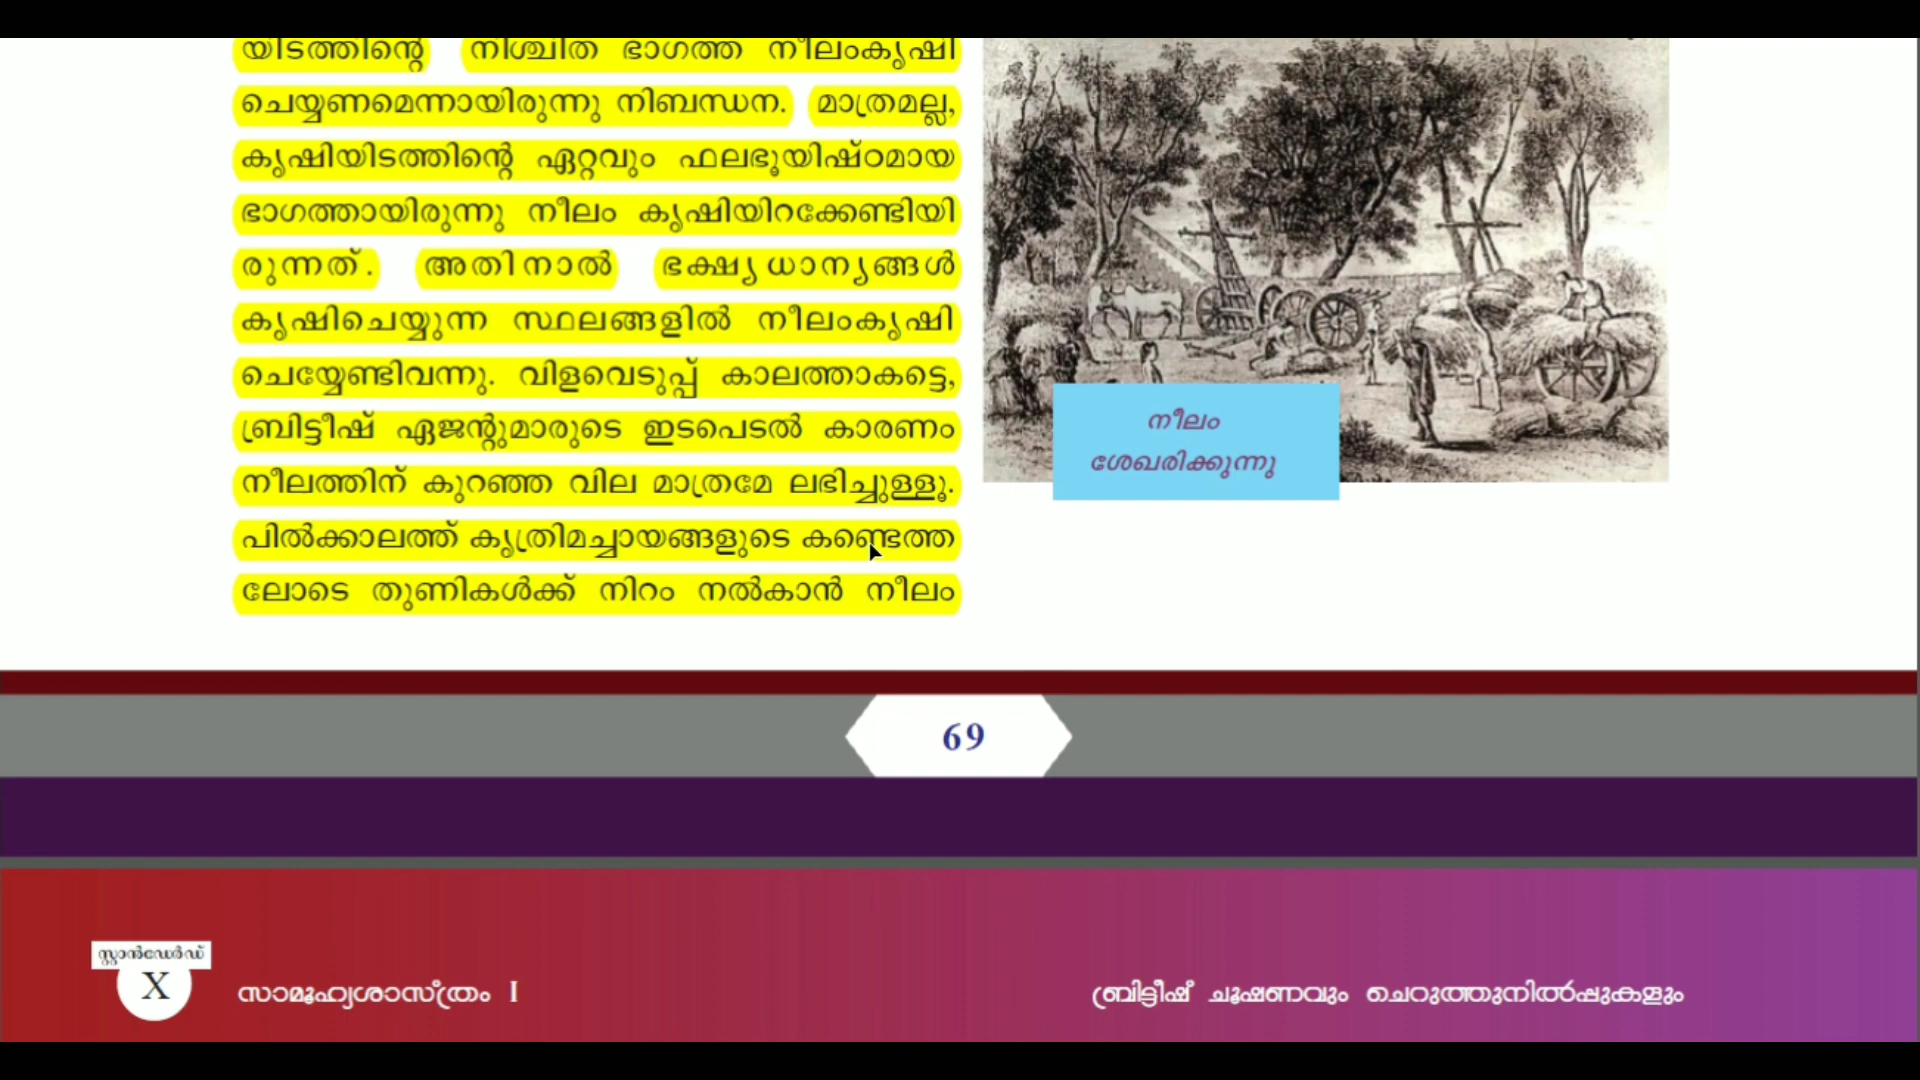 യിടത്തിന്റെ നിശ്ചിത ഭാഗത്ത് നീലംകൃഷി
ചെയ്യണമെന്നായിരുന്നു നിബന്ധന. മാത്രമല്ല,
കൃഷിയിടത്തിന്റെ ഏറ്റവും ഫലഭൂയിഷ്ഠമായ
ഭാഗത്തായിരുന്നു നീലം കൃഷിയിറക്കേണ്ടിയി
രുന്നത്. അതിനാൽ ഭക്ഷ്യധാന്യങ്ങൾ
കൃഷിചെയ്യുന്ന സ്ഥലങ്ങളിൽ നീലംകൃഷി
ചെയ്യേണ്ടിവന്നു. വിളവെടുപ്പ് കാലത്താകട്ടെ,
ബ്രിട്ടീഷ് ഏജന്റുമാരുടെ ഇടപെടൽ കാരണം
നീലത്തിന് കുറഞ്ഞ വില മാത്രമേ ലഭിച്ചുള്ളൂ.
പിൽക്കാലത്ത് കൃത്രിമച്ചായങ്ങളുടെ കണ്ടെത്ത
ലോടെ തുണികൾക്ക് നിറം നൽകാൻ നീലം
നീലം
ശേഖരിക്കുന്നു
69
സ്റ്റാൻഡേർഡ്
X
സാമൂഹ്യശാസ്ത്രം I
ബ്രിട്ടീഷ് ചൂഷണവും ചെറുത്തുനിൽപ്പുകളും